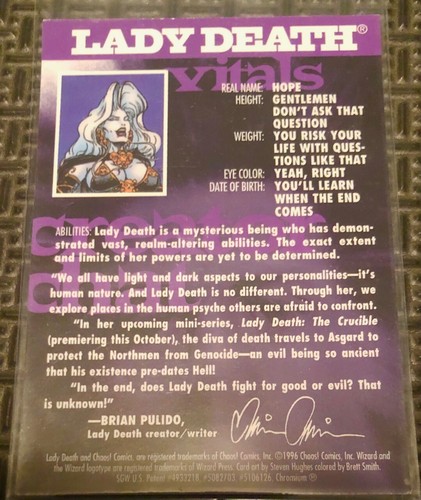 LADY DEATH®
vitals
REAL NAME: HOPE
HEIGHT: GENTLEMEN
DON'T ASK THAT
QUESTION
WEIGHT: YOU RISK YOUR
LIFE WITH QUES-
TIONS LIKE THAT
EYE COLOR: YEAH, RIGHT
DATE OF BIRTH: YOU'LL LEARN
WHEN THE END
COMES
ABILITIES: Lady Death is a mysterious being who has demon-
strated vast, realm-altering abilities. The exact extent
and limits of her powers are yet to be determined.
"We all have light and dark aspects to our personalities—it's
human nature. And Lady Death is no different. Through her, we
explore places in the human psyche others are afraid to confront.
"In her upcoming mini-series, Lady Death: The Crucible
(premiering this October), the diva of death travels to Asgard to
protect the Northmen from Genocide—an evil being so ancient
that his existence pre-dates Hell!
"In the end, does Lady Death fight for good or evil? That
is unknown!"
—BRIAN PULIDO,
Lady Death creator/writer
Lady Death and Chaos! Comics, are registered trademarks of Chaos! Comics, Inc. ©1996 Chaos! Comics, Inc. Wizard and
the Wizard logotype are registered trademarks of Wizard Press. Card art by Steven Hughes colored by Brett Smith.
SGW U.S. Patent #4933218, #5082703 #5106126. Chromium ®